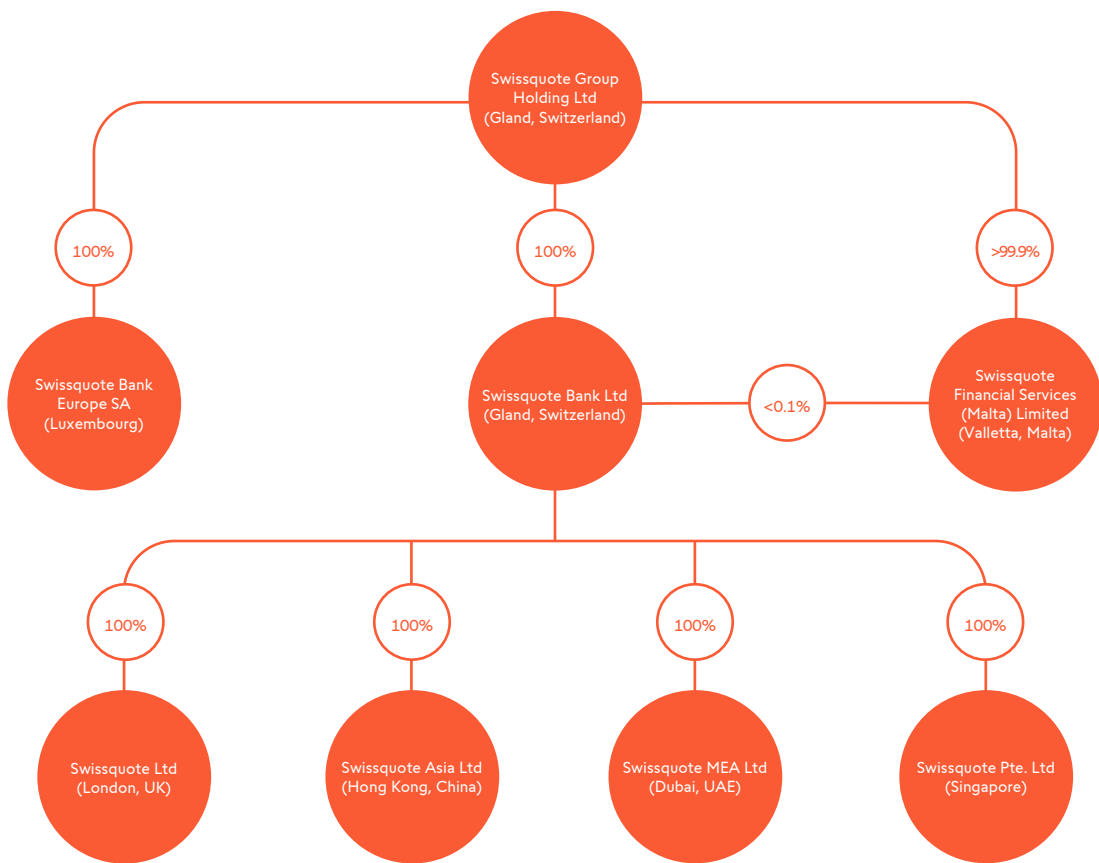 Swissquote Group
Holding Ltd
(Gland, Switzerland)
100%
100%
>99.9%
Swissquote Bank
Europe SA
(Luxembourg)
Swissquote Bank Ltd
(Gland, Switzerland)
<0.1%
Swissquote
Financial Services
(Malta) Limited
(Valletta, Malta)
100%
100%
100%
100%
Swissquote Ltd
(London, UK)
Swissquote Asia Ltd
(Hong Kong, China)
Swissquote MEA Ltd
(Dubai, UAE)
Swissquote Pte. Ltd
(Singapore)